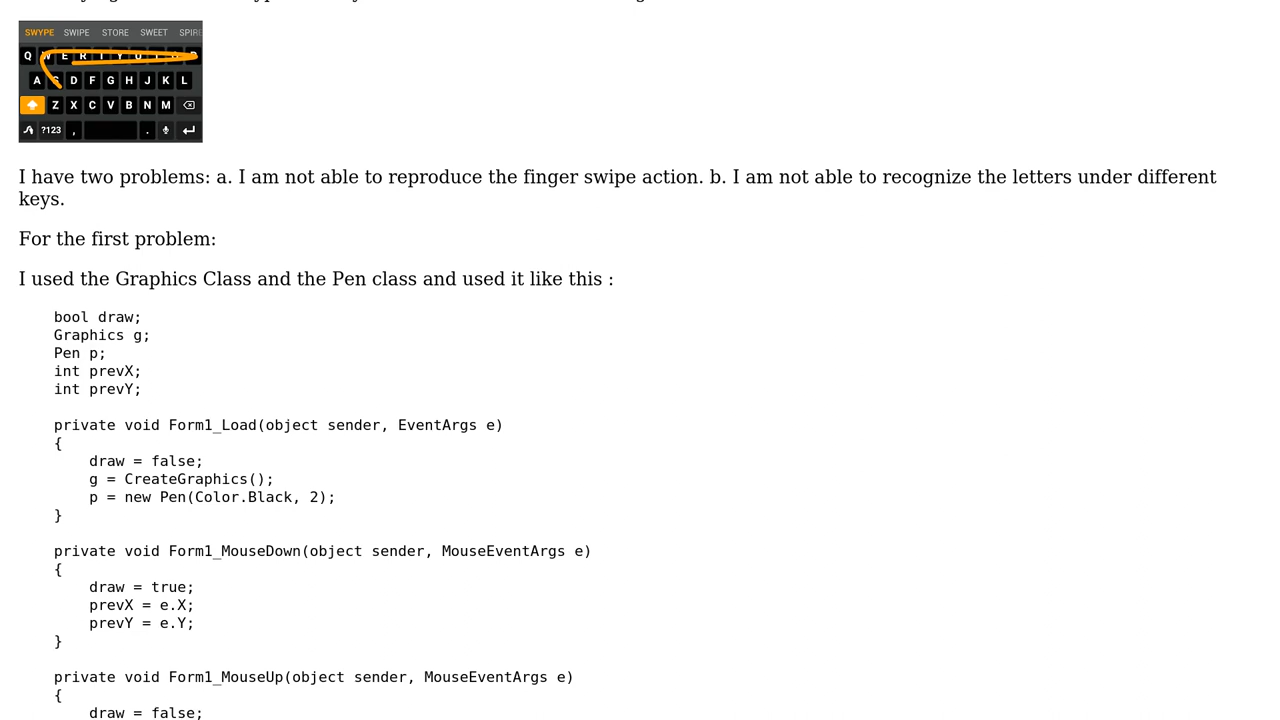 SWYPE SWIPE STORE SWEET SPIRI
Q W E R T Y U
A D F G H J K L
Z X C V B N M
?123 , .
I have two problems: a. I am not able to reproduce the finger swipe action. b. I am not able to recognize the letters under different
keys.
For the first problem:
I used the Graphics Class and the Pen class and used it like this :
bool draw;
Graphics g;
Pen p;
int prevX;
int prevY;
private void Form1_Load(object sender, EventArgs e)
{
draw = false;
g = CreateGraphics();
p = new Pen(Color.Black, 2);
}
private void Form1_MouseDown(object sender, MouseEventArgs e)
{
draw = true;
prevX = e.X;
prevY = e.Y;
}
private void Form1_MouseUp(object sender, MouseEventArgs e)
{
draw = false;